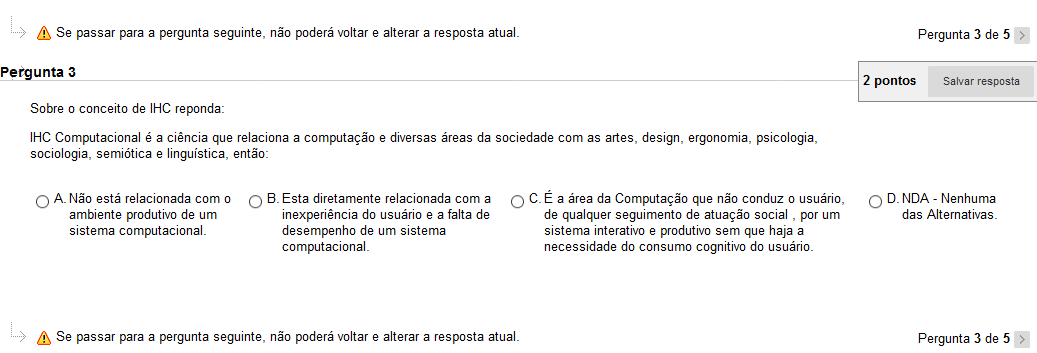 Se passar para a pergunta seguinte, não poderá voltar e alterar a resposta atual.
Pergunta 3 de 5 >
Pergunta 3
2 pontos
Salvar resposta
Sobre o conceito de IHC reponda:
IHC Computacional é a ciência que relaciona a computação e diversas áreas da sociedade com as artes, design, ergonomia, psicologia,
sociologia, semiótica e linguística, então:
A. Não está relacionada com o
ambiente produtivo de um
sistema computacional.
B. Esta diretamente relacionada com a
inexperiência do usuário e a falta de
desempenho de um sistema
computacional.
C. É a área da Computação que não conduz o usuário,
de qualquer seguimento de atuação social , por um
sistema interativo e produtivo sem que haja a
necessidade do consumo cognitivo do usuário.
D. NDA - Nenhuma
das Alternativas.
Se passar para a pergunta seguinte, não poderá voltar e alterar a resposta atual.
Pergunta 3 de 5 >